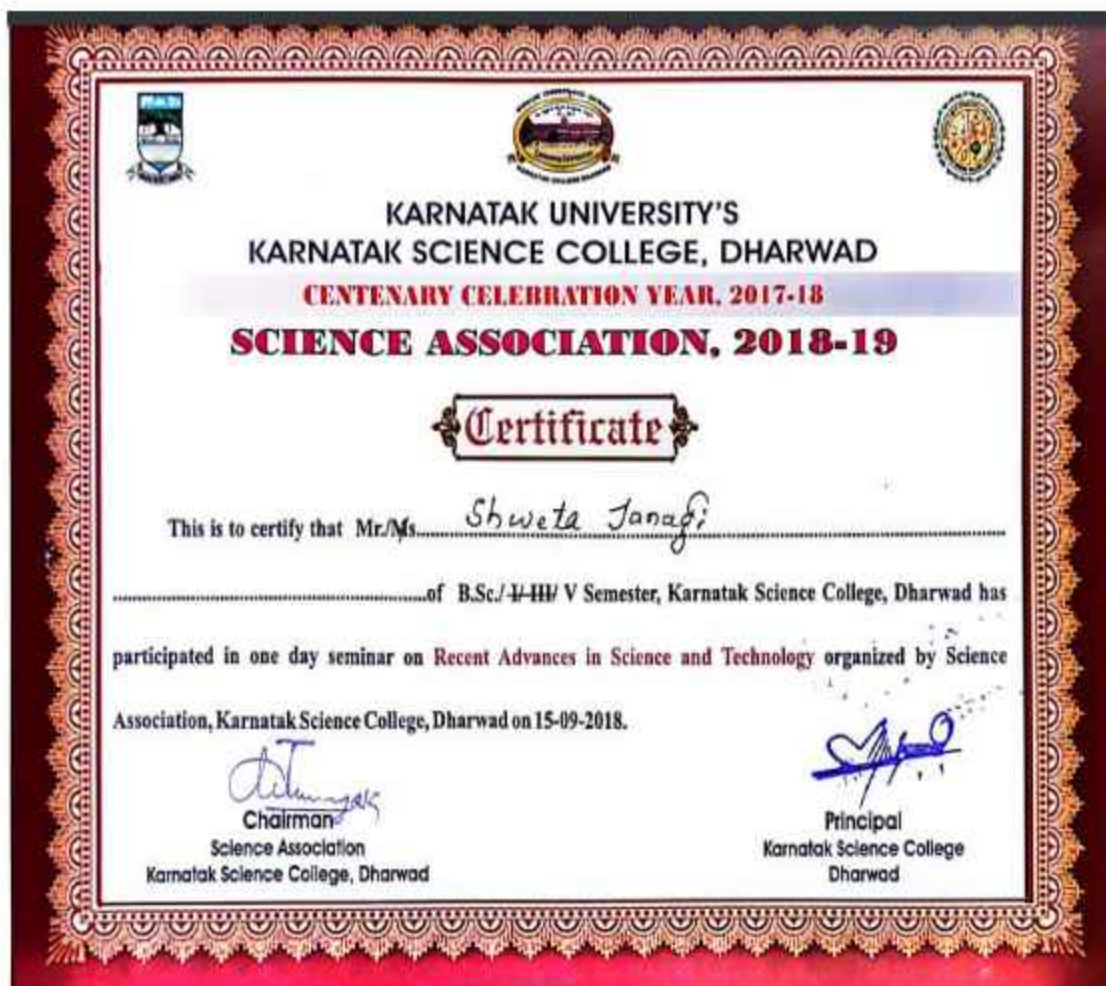 KARNATAK UNIVERSITY'S
KARNATAK SCIENCE COLLEGE, DHARWAD
CENTENARY CELEBRATION YEAR, 2017-18
SCIENCE ASSOCIATION, 2018-19
Certificate
This is to certify that Mr./Ms. Shweta
of B.Sc./ I/ III/ V Semester, Karnatak Science College, Dharwad has
participated in one day seminar on Recent Advances in Science and Technology organized by Science
Association, Karnatak Science College, Dharwad on 15-09-2018.
Chairman
Science Association
Karnatak Science College, Dharwad
Principal
Karnatak Science College
Dharwad